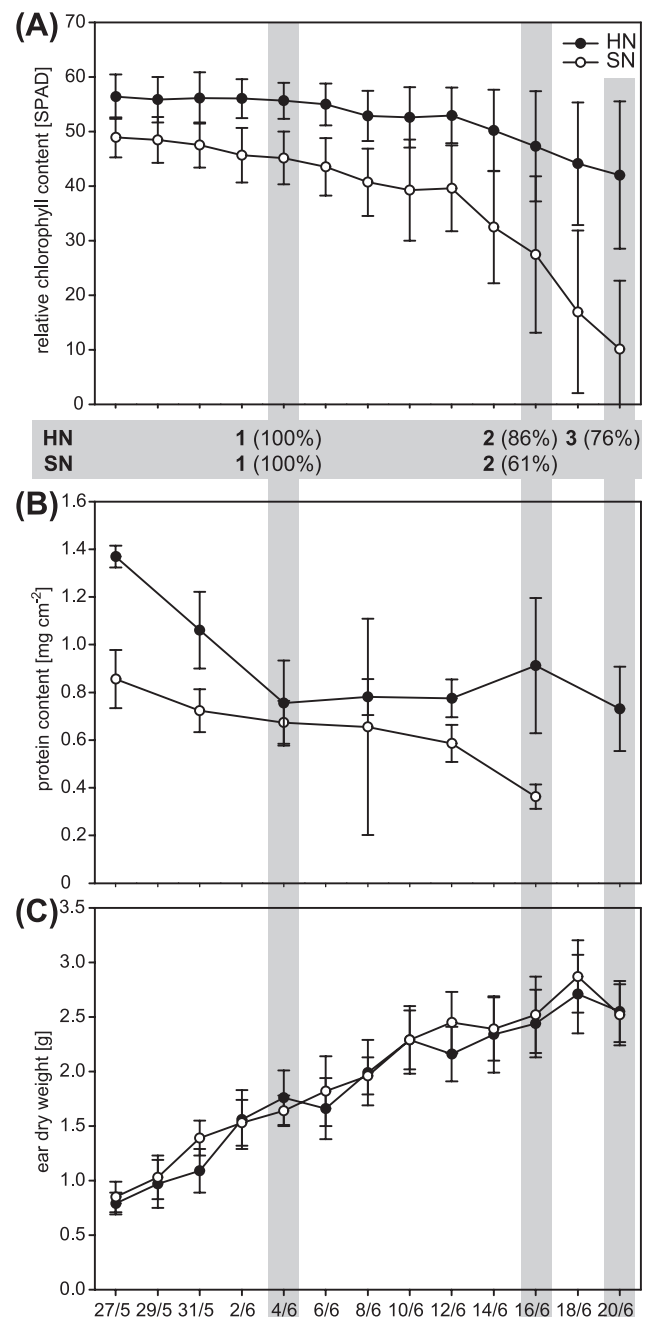 (A)
70
60
50
40
30
20
10
0
relative chlorophyll content [SPAD]
HN
SN
HN 1 (100%) 2 (86%) 3 (76%)
SN 1 (100%) 2 (61%)
(B)
1.6
1.4
1.2
1.0
0.8
0.6
0.4
0.2
0
protein content [mg cm-2]
(C)
3.5
3.0
2.5
2.0
1.5
1.0
0.5
0.0
ear dry weight [g]
27/5 29/5 31/5 2/6 4/6 6/6 8/6 10/6 12/6 14/6 16/6 18/6 20/6